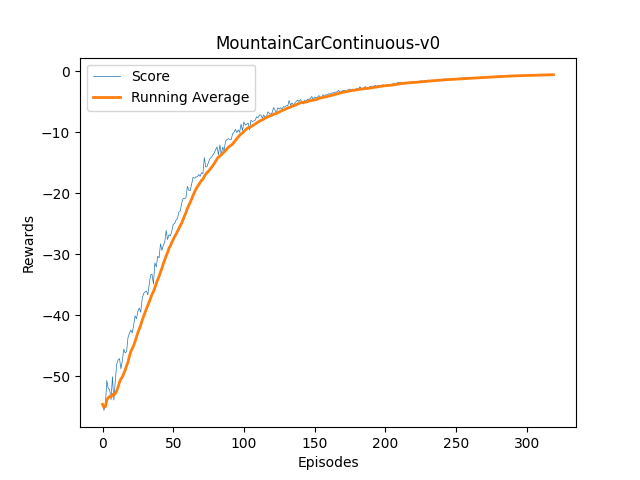 MountainCarContinuous-v0
Score
Running Average
0
−10
−20
−30
−40
−50
Rewards
0 50 100 150 200 250 300
Episodes